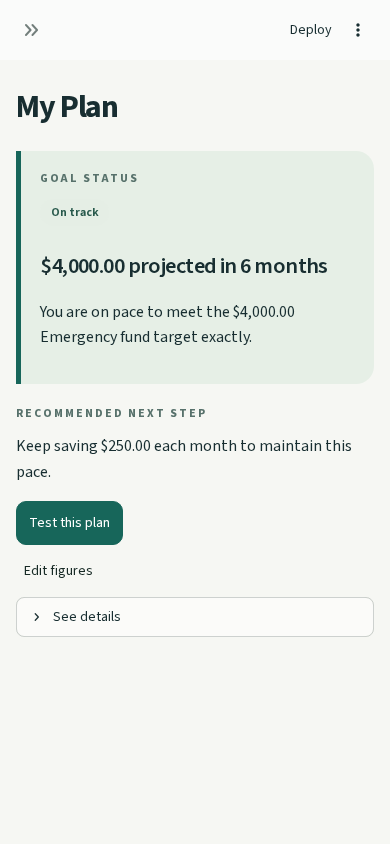 Deploy
My Plan
GOAL STATUS
On track
$4,000.00 projected in 6 months
You are on pace to meet the $4,000.00
Emergency fund target exactly.
RECOMMENDED NEXT STEP
Keep saving $250.00 each month to maintain this
pace.
Test this plan
Edit figures
See details